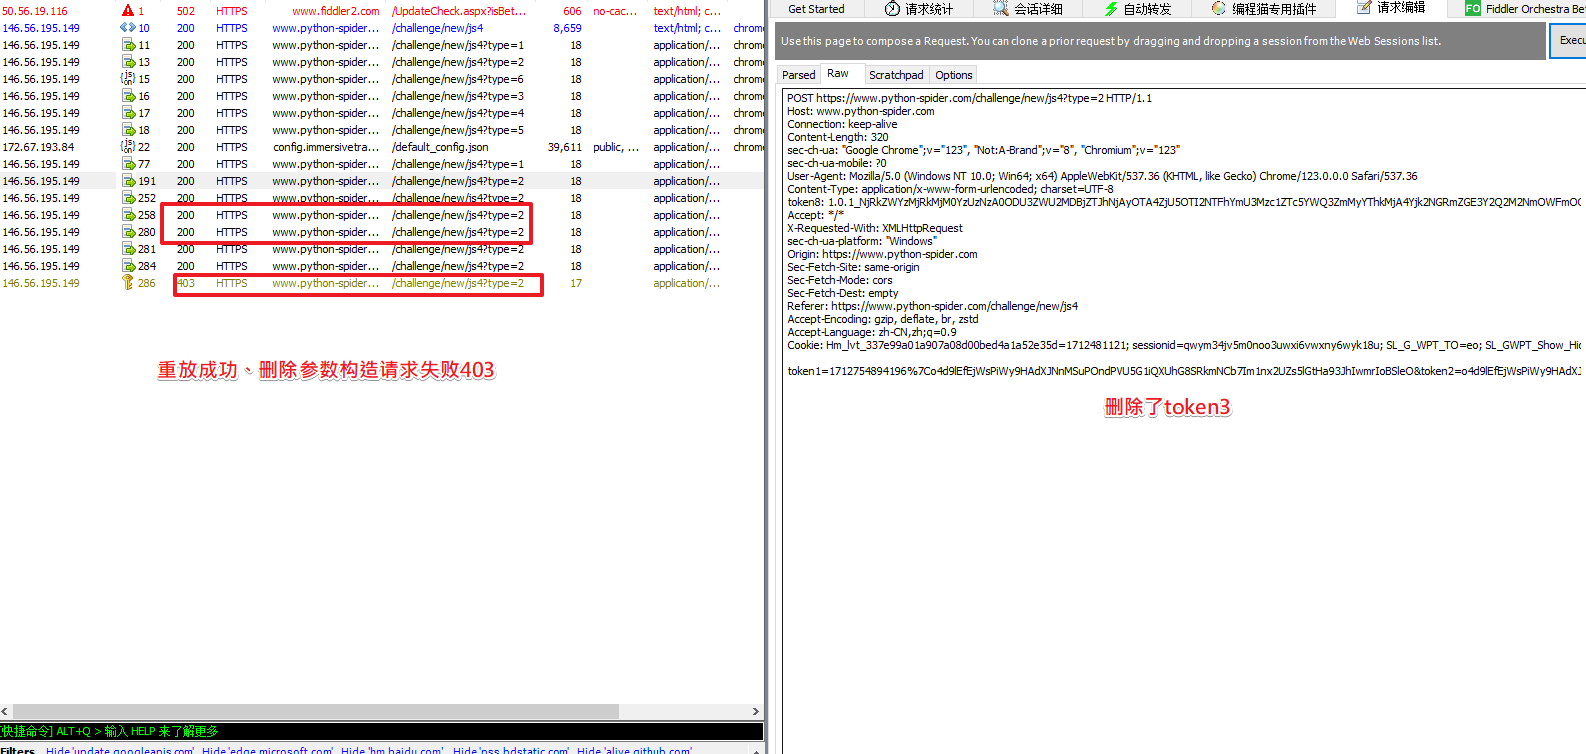 50.56.19.116 1 502 HTTPS www.fiddler2.com /UpdateCheck.aspx?isBet... 606 no-cac... text/html; c...
146.56.195.149 10 200 HTTPS www.python-spider... /challenge/new/js4 8,659 text/html; c... chrome
146.56.195.149 11 200 HTTPS www.python-spider... /challenge/new/js4?type=1 18 application/... chrome
146.56.195.149 13 200 HTTPS www.python-spider... /challenge/new/js4?type=2 18 application/... chrome
146.56.195.149 15 200 HTTPS www.python-spider... /challenge/new/js4?type=6 18 application/... chrome
146.56.195.149 16 200 HTTPS www.python-spider... /challenge/new/js4?type=3 18 application/... chrome
146.56.195.149 17 200 HTTPS www.python-spider... /challenge/new/js4?type=4 18 application/... chrome
146.56.195.149 18 200 HTTPS www.python-spider... /challenge/new/js4?type=5 18 application/... chrome
172.67.193.84 22 200 HTTPS config.immersivetra... /default_config.json 39,611 public, ... application/... chrome
146.56.195.149 77 200 HTTPS www.python-spider... /challenge/new/js4?type=1 18 application/...
146.56.195.149 191 200 HTTPS www.python-spider... /challenge/new/js4?type=2 18 application/...
146.56.195.149 252 200 HTTPS www.python-spider... /challenge/new/js4?type=2 18 application/...
146.56.195.149 258 200 HTTPS www.python-spider... /challenge/new/js4?type=2 18 application/...
146.56.195.149 280 200 HTTPS www.python-spider... /challenge/new/js4?type=2 18 application/...
146.56.195.149 281 200 HTTPS www.python-spider... /challenge/new/js4?type=2 18 application/...
146.56.195.149 284 200 HTTPS www.python-spider... /challenge/new/js4?type=2 18 application/...
146.56.195.149 286 403 HTTPS www.python-spider... /challenge/new/js4?type=2 17 application/...
重放成功、删除参数构造请求失败403
[快捷命令] ALT+Q > 输入 HELP 来了解更多
Filters Hide 'update.googleapis.com' Hide 'edge.microsoft.com' Hide 'hm.baidu.com' Hide 'pss.bdstatic.com' Hide 'alive.github.com'
Get Started 请求统计 会话详细 自动转发 编程猫专用插件 请求编辑 FO Fiddler Orchestra Be
Use this page to compose a Request. You can clone a prior request by dragging and dropping a session from the Web Sessions list.
Execu
Parsed Raw Scratchpad Options
POST https://www.python-spider.com/challenge/new/js4?type=2 HTTP/1.1
Host: www.python-spider.com
Connection: keep-alive
Content-Length: 320
sec-ch-ua: "Google Chrome";v="123", "Not:A-Brand";v="8", "Chromium";v="123"
sec-ch-ua-mobile: ?0
User-Agent: Mozilla/5.0 (Windows NT 10.0; Win64; x64) AppleWebKit/537.36 (KHTML, like Gecko) Chrome/123.0.0.0 Safari/537.36
Content-Type: application/x-www-form-urlencoded; charset=UTF-8
token8: 1.0.1_NjRkZWYzMjRkMjM0YzUzNzA0ODU3ZWU2MDBjZTJhNjAyOTA4ZjU5OTI2NTFhYmU3Mzc1ZTc5YWQ3ZmMyYThkMjA4Yjk2NGRmZGE3Y2Q2M2NmOWFmOG
Accept: */*
X-Requested-With: XMLHttpRequest
sec-ch-ua-platform: "Windows"
Origin: https://www.python-spider.com
Sec-Fetch-Site: same-origin
Sec-Fetch-Mode: cors
Sec-Fetch-Dest: empty
Referer: https://www.python-spider.com/challenge/new/js4
Accept-Encoding: gzip, deflate, br, zstd
Accept-Language: zh-CN,zh;q=0.9
Cookie: Hm_lvt_337e99a01a907a08d00bed4a1a52e35d=1712481121; sessionid=qwym34jv5m0noo3uwxi6vwxny6wyk18u; SL_G_WPT_TO=eo; SL_GWPT_Show_Hid
token1=1712754894196%7Co4d9lEfEjWsPiWy9HAdXJNnMSuPOndPVU5G1iQXUhG8SRkmNCb7Im1nx2UZs5lGtHa93JhIwmrIoBSleO&token2=o4d9lEfEjWsPiWy9HAdXJ
删除了token3